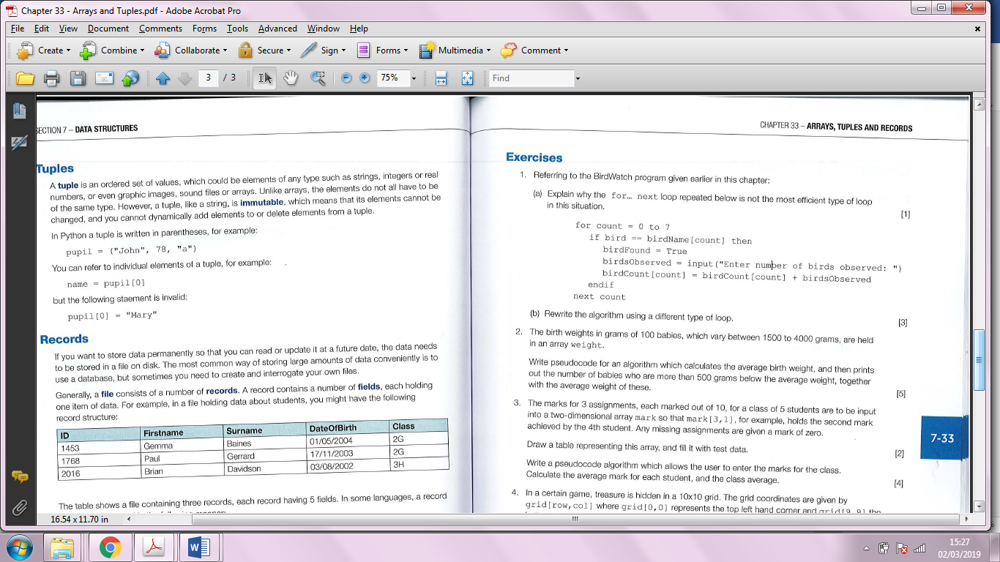 Chapter 33 - Arrays and Tuples.pdf - Adobe Acrobat Pro
File Edit View Document Comments Forms Tools Advanced Window Help
Create Combine Collaborate Secure Sign Forms Multimedia Comment
3 / 3 75% Find
SECTION 7 – DATA STRUCTURES
Tuples
A tuple is an ordered set of values, which could be elements of any type such as strings, integers or real
numbers, or even graphic images, sound files or arrays. Unlike arrays, the elements do not all have to be
of the same type. However, a tuple, like a string, is immutable, which means that its elements cannot be
changed, and you cannot dynamically add elements to or delete elements from a tuple.
In Python a tuple is written in parentheses, for example:
pupil = ("John", 78, "a")
You can refer to individual elements of a tuple, for example:
name = pupil[0]
but the following staement is invalid:
pupil[0] = "Mary"
Records
If you want to store data permanently so that you can read or update it at a future date, the data needs
to be stored in a file on disk. The most common way of storing large amounts of data conveniently is to
use a database, but sometimes you need to create and interrogate your own files.
Generally, a file consists of a number of records. A record contains a number of fields, each holding
one item of data. For example, in a file holding data about students, you might have the following
record structure:
ID Firstname Surname DateOfBirth Class
1453 Gemma Baines 01/05/2004 2G
1768 Paul Gerrard 17/11/2003 2G
2016 Brian Davidson 03/08/2002 3H
The table shows a file containing three records, each record having 5 fields. In some languages, a record
CHAPTER 33 – ARRAYS, TUPLES AND RECORDS
Exercises
1. Referring to the BirdWatch program given earlier in this chapter:
(a) Explain why the for… next loop repeated below is not the most efficient type of loop
in this situation.
[1]
for count = 0 to 7
if bird == birdName[count] then
birdFound = True
birdsObserved = input("Enter number of birds observed: ")
birdCount[count] = birdCount[count] + birdsObserved
endif
next count
(b) Rewrite the algorithm using a different type of loop.
[3]
2. The birth weights in grams of 100 babies, which vary between 1500 to 4000 grams, are held
in an array weight.
Write pseudocode for an algorithm which calculates the average birth weight, and then prints
out the number of babies who are more than 500 grams below the average weight, together
with the average weight of these.
[5]
3. The marks for 3 assignments, each marked out of 10, for a class of 5 students are to be input
into a two-dimensional array mark so that mark[3,1], for example, holds the second mark
achieved by the 4th student. Any missing assignments are given a mark of zero.
Draw a table representing this array, and fill it with test data.
[2]
Write a pseudocode algorithm which allows the user to enter the marks for the class.
Calculate the average mark for each student, and the class average.
[4]
7-33
4. In a certain game, treasure is hidden in a 10x10 grid. The grid coordinates are given by
grid[row,col] where grid[0,0] represents the top left hand corner and grid[9,9] the
16.54 x 11.70 in
15:27
02/03/2019